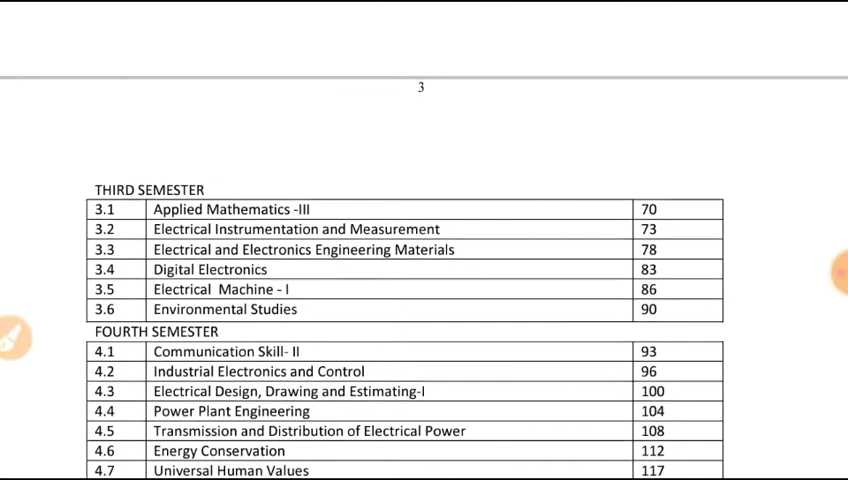 3
THIRD SEMESTER
3.1 Applied Mathematics -III 70
3.2 Electrical Instrumentation and Measurement 73
3.3 Electrical and Electronics Engineering Materials 78
3.4 Digital Electronics 83
3.5 Electrical Machine - I 86
3.6 Environmental Studies 90
FOURTH SEMESTER
4.1 Communication Skill- II 93
4.2 Industrial Electronics and Control 96
4.3 Electrical Design, Drawing and Estimating-I 100
4.4 Power Plant Engineering 104
4.5 Transmission and Distribution of Electrical Power 108
4.6 Energy Conservation 112
4.7 Universal Human Values 117